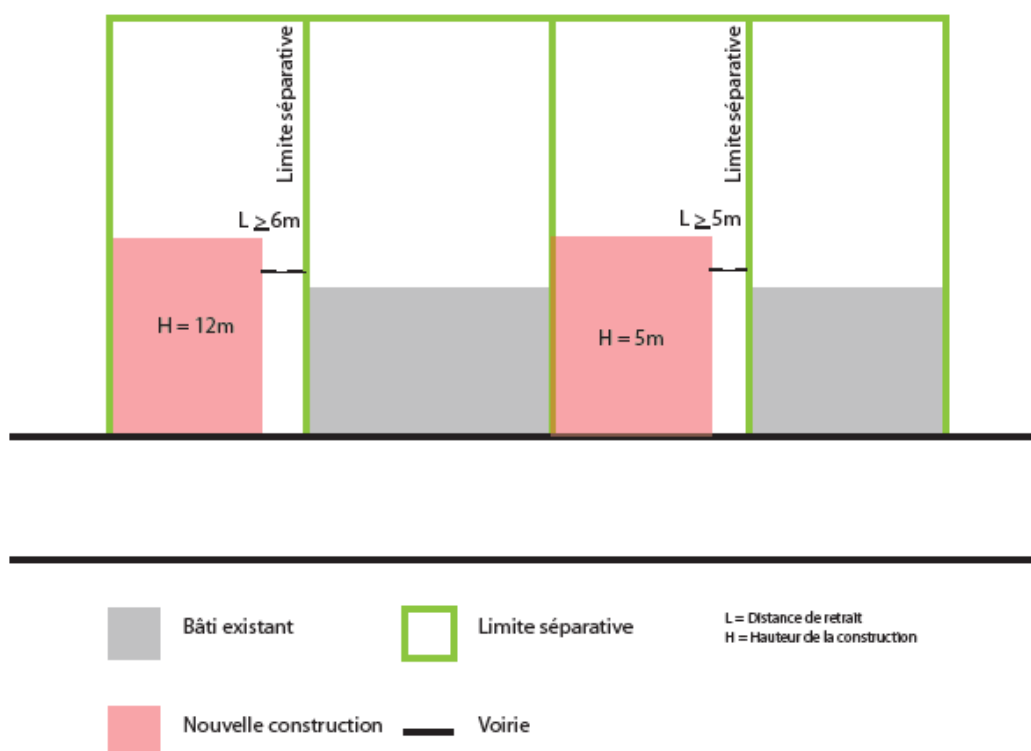 Limite séparative
Limite séparative
L ≥ 6m
L ≥ 5m
H = 12m
H = 5m
Bâti existant
Limite séparative
L = Distance de retrait
H = Hauteur de la construction
Nouvelle construction
Voirie